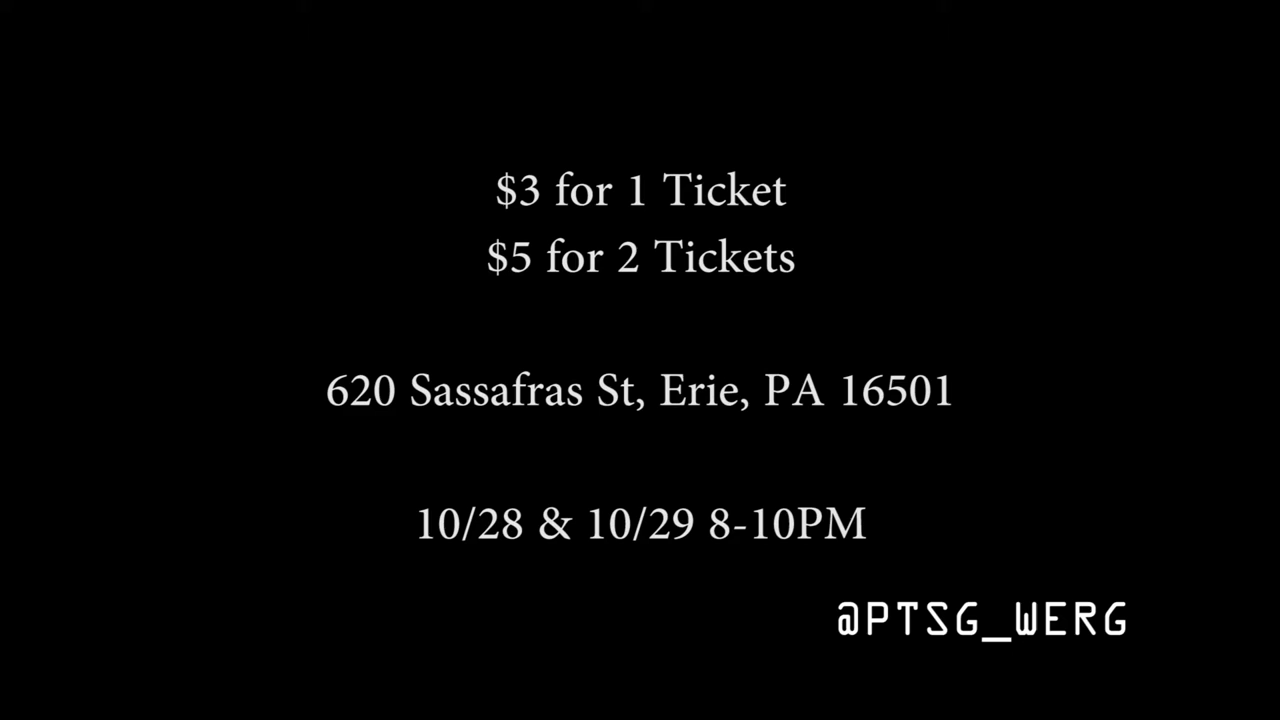 $3 for 1 Ticket
$5 for 2 Tickets
620 Sassafras St, Erie, PA 16501
10/28 & 10/29 8-10PM
@PTSG_WERG